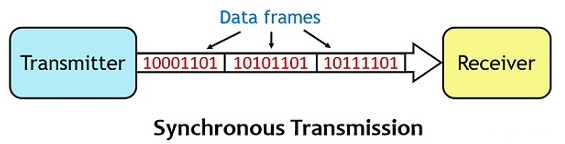 Data frames
Transmitter 10001101 10101101 10111101 Receiver
Synchronous Transmission